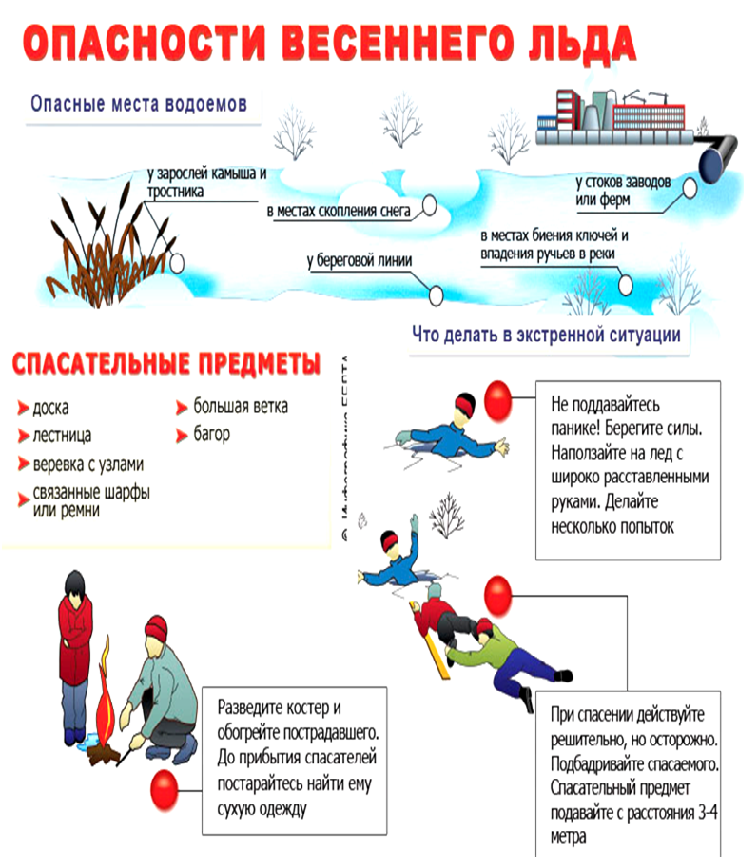 ОПАСНОСТИ ВЕСЕННЕГО ЛЬДА
Опасные места водоемов
у зарослей камыша и
тростника
в местах скопления снега
у стоков заводов
или ферм
у береговой линии
в местах биения ключей и
впадения ручьев в реки
Что делать в экстренной ситуации
СПАСАТЕЛЬНЫЕ ПРЕДМЕТЫ
доска
лестница
веревка с узлами
связанные шарфы
или ремни
большая ветка
багор
Не поддавайтесь
панике! Берегите силы.
Наползайте на лед с
широко расставленными
руками. Делайте
несколько попыток
Разведите костер и
обогрейте пострадавшего.
До прибытия спасателей
постарайтесь найти ему
сухую одежду
При спасении действуйте
решительно, но осторожно.
Подбадривайте спасаемого.
Спасательный предмет
подавайте с расстояния 3-4
метра